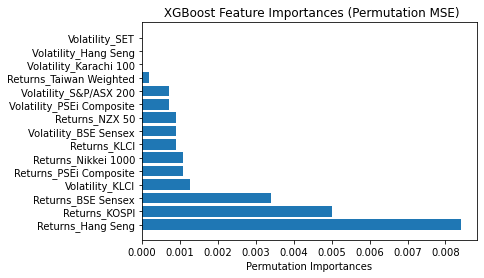 XGBoost Feature Importances (Permutation MSE)
Volatility_SET
Volatility_Hang Seng
Volatility_Karachi 100
Returns_Taiwan Weighted
Volatility_S&P/ASX 200
Volatility_PSEi Composite
Returns_NZX 50
Volatility_BSE Sensex
Returns_KLCI
Returns_Nikkei 1000
Returns_PSEi Composite
Volatility_KLCI
Returns_BSE Sensex
Returns_KOSPI
Returns_Hang Seng
0.000 0.001 0.002 0.003 0.004 0.005 0.006 0.007 0.008
Permutation Importances